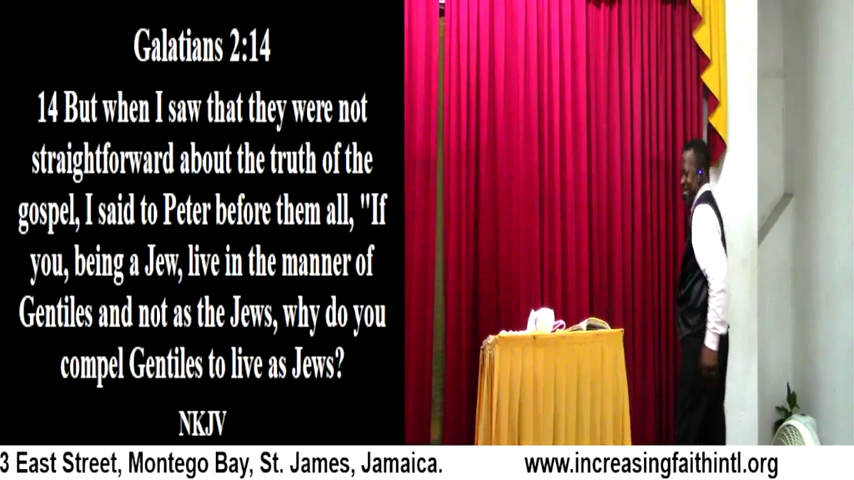 Galatians 2:14
14 But when I saw that they were not
straightforward about the truth of the
gospel, I said to Peter before them all, "If
you, being a Jew, live in the manner of
Gentiles and not as the Jews, why do you
compel Gentiles to live as Jews?
NKJV
3 East Street, Montego Bay, St. James, Jamaica. www.increasingfaithintl.org